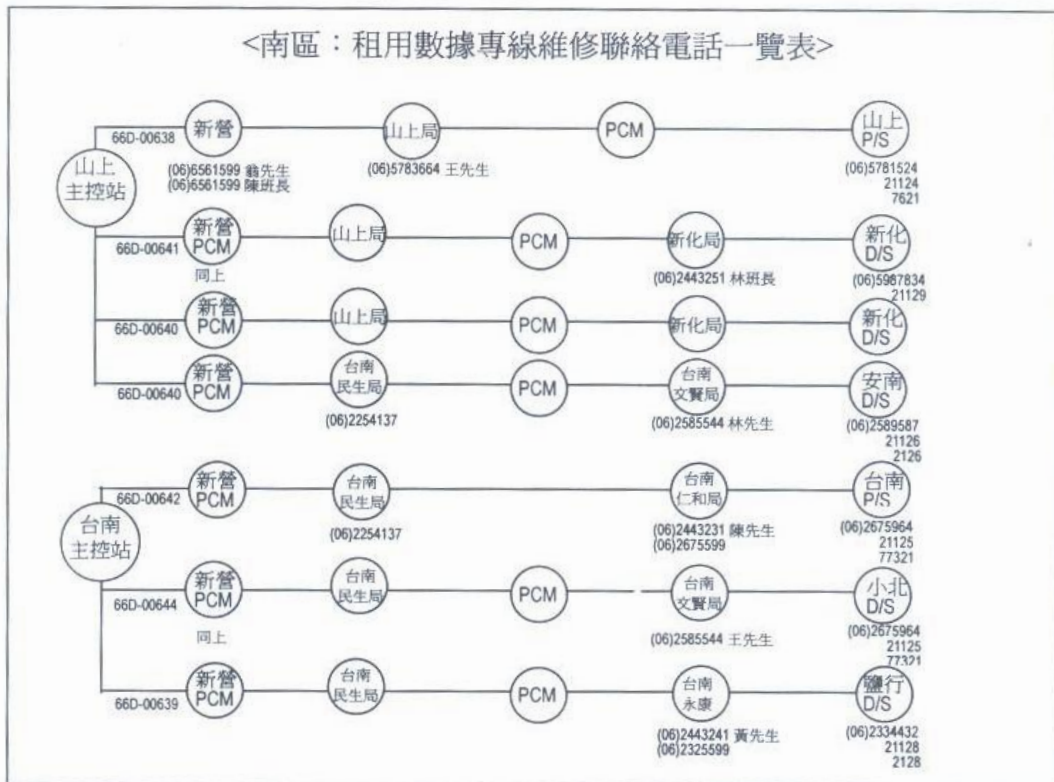 <南區：租用數據專線維修聯絡電話一覽表>
山上
主控站
66D-00638
新營
(06)6561599 翁先生
(06)6561599 陳班長
山上局
(06)5783664 王先生
PCM
山上
P/S
(06)5781524
21124
7621
66D-00641
新營
PCM
同上
山上局
PCM
新化局
(06)2443251 林班長
新化
D/S
(06)5987834
21129
66D-00640
新營
PCM
山上局
PCM
新化局
新化
D/S
66D-00640
新營
PCM
台南
民生局
(06)2254137
PCM
台南
文賢局
(06)2585544 林先生
安南
D/S
(06)2589587
21126
2126
台南
主控站
66D-00642
新營
PCM
台南
民生局
(06)2254137
台南
仁和局
(06)2443231 陳先生
(06)2675599
台南
P/S
(06)2675964
21125
77321
66D-00644
新營
PCM
同上
台南
民生局
PCM
台南
文賢局
(06)2585544 王先生
小北
D/S
(06)2675964
21125
77321
66D-00639
新營
PCM
台南
民生局
PCM
台南
永康
(06)2443241 黃先生
(06)2325599
鹽行
D/S
(06)2334432
21128
2128